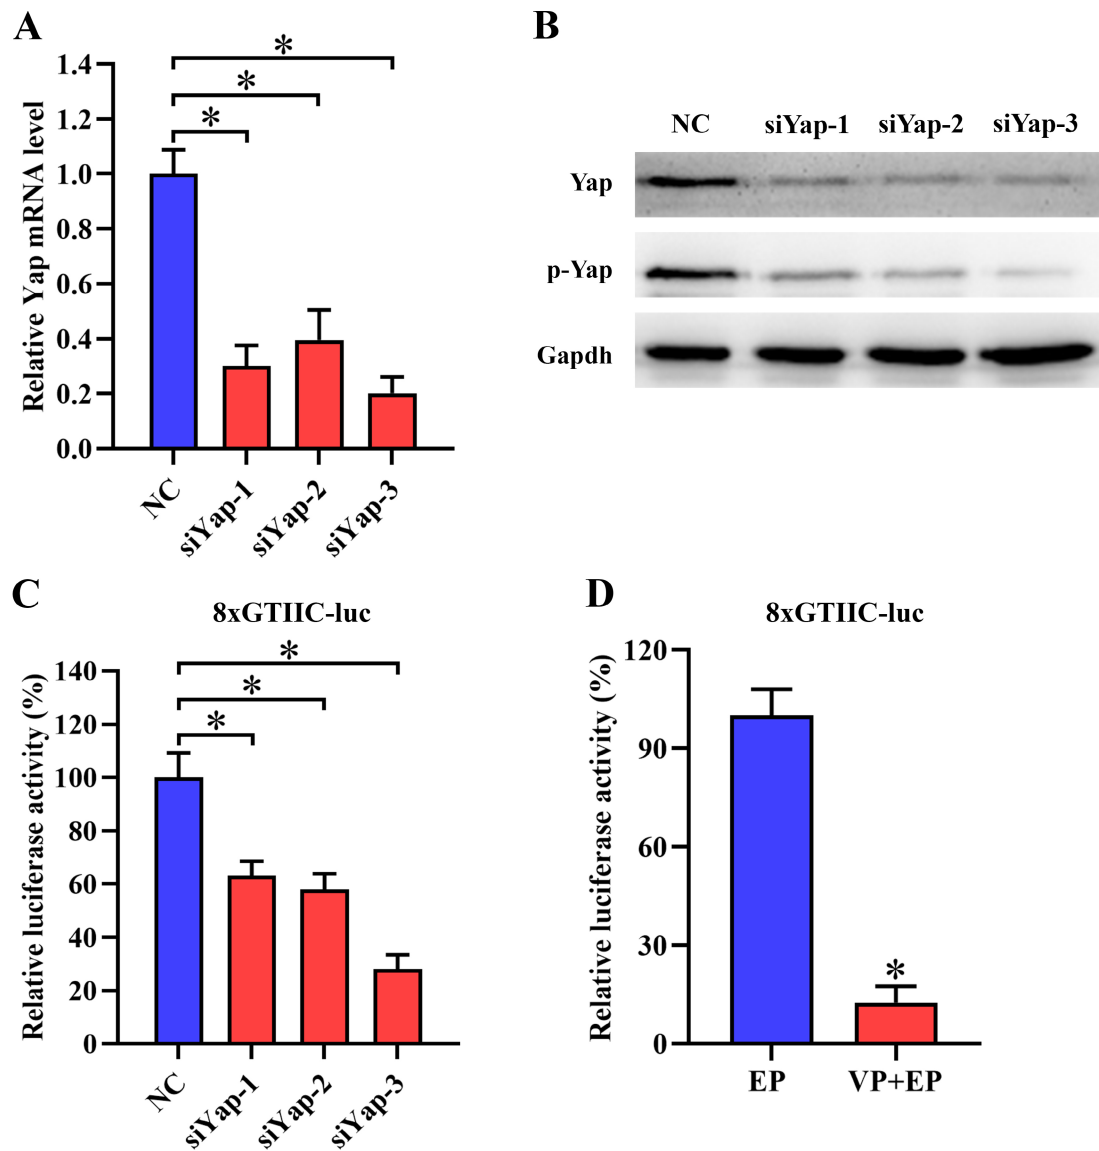 A
Relative Yap mRNA level
1.4
1.2
1.0
0.8
0.6
0.4
0.2
0.0
*
*
*
NC
siYap-1
siYap-2
siYap-3
B
NC siYap-1 siYap-2 siYap-3
Yap
p-Yap
Gapdh
C
8xGTIIC-luc
Relative luciferase activity (%)
140
120
100
80
60
40
20
0
*
*
*
NC
siYap-1
siYap-2
siYap-3
D
8xGTIIC-luc
Relative luciferase activity (%)
120
90
60
30
0
*
EP VP+EP